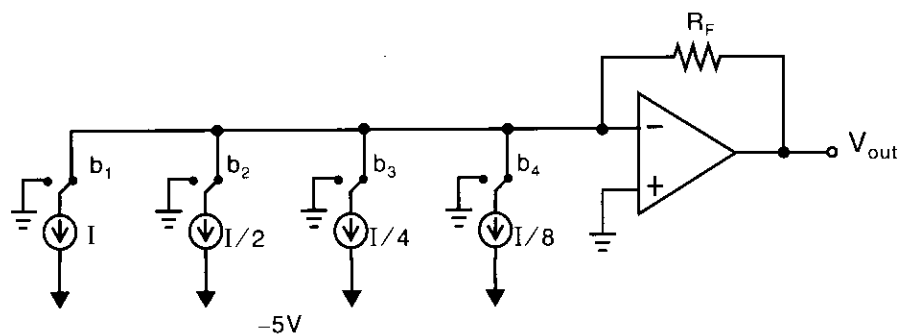 R_F
b_1
b_2
b_3
b_4
−
+
V_out
I
I/2
I/4
I/8
−5V